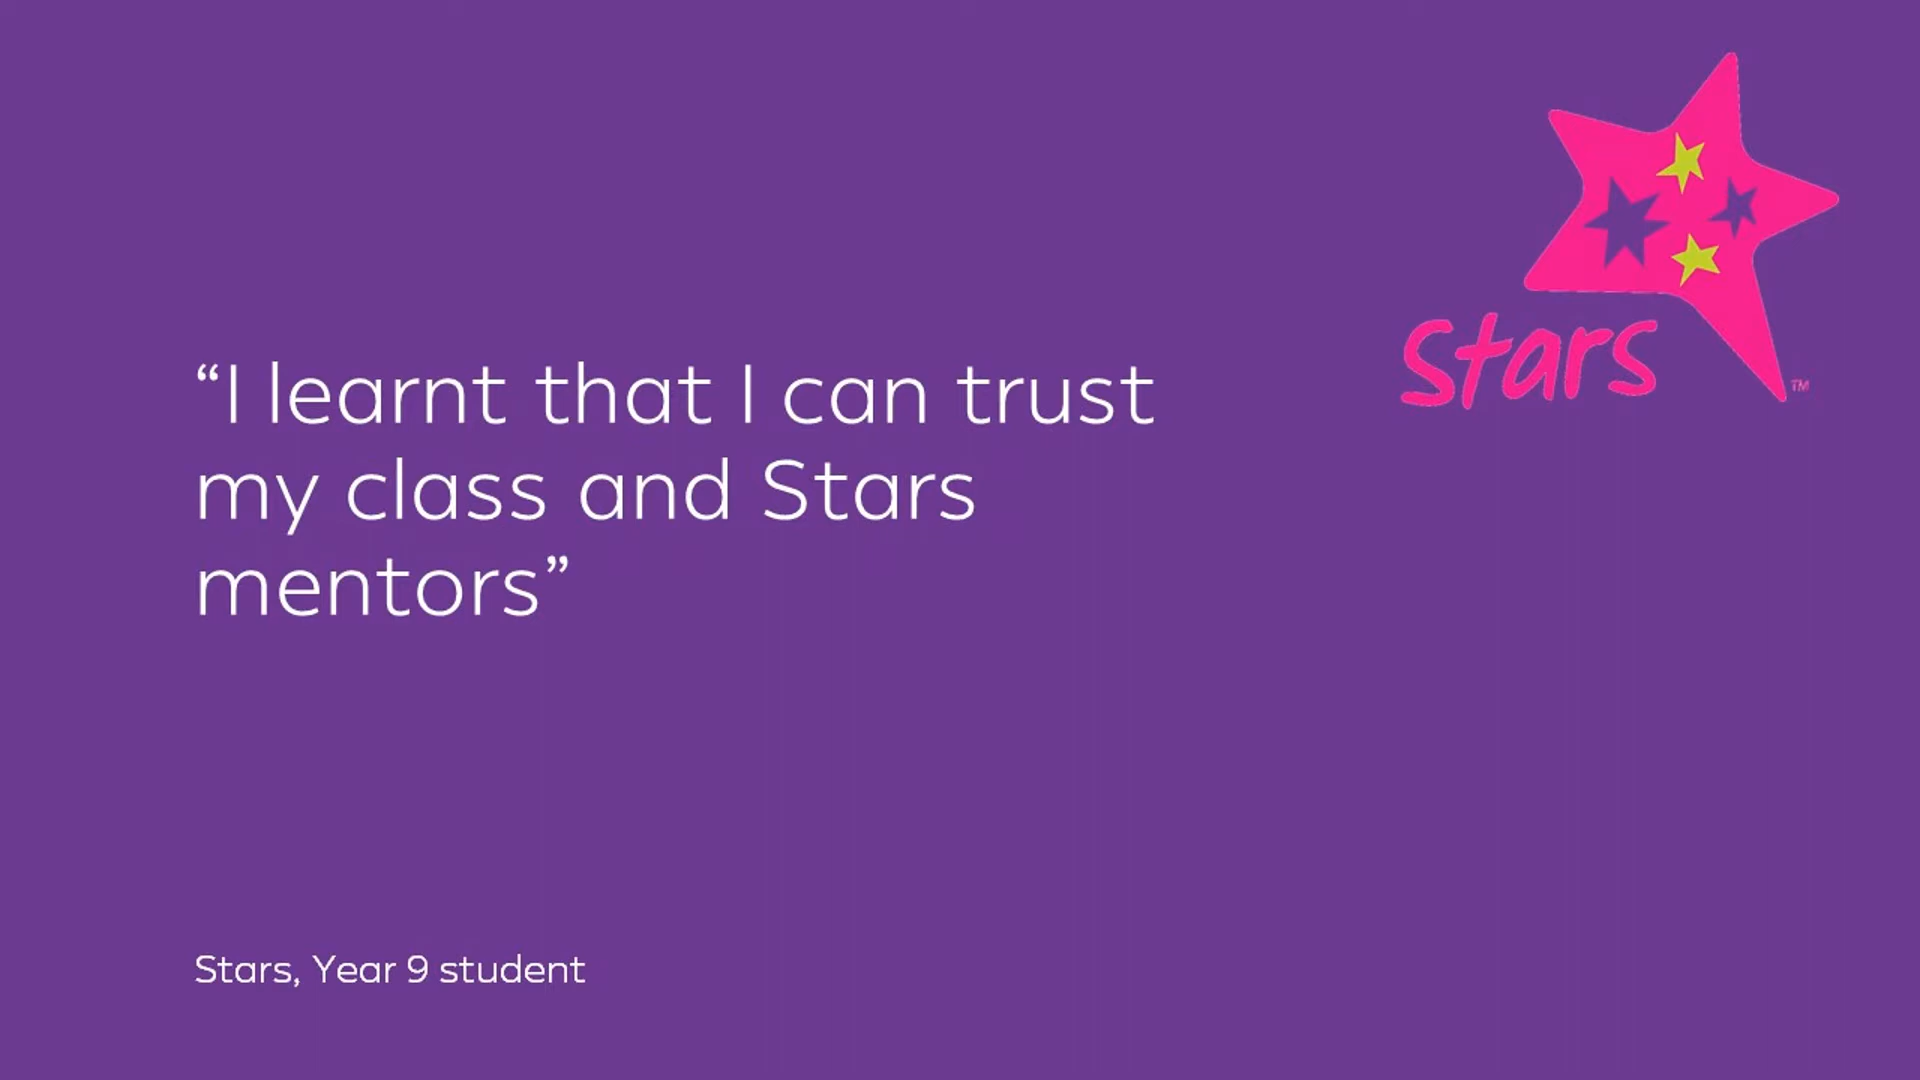 Stars
TM
“I learnt that I can trust
my class and Stars
mentors”
Stars, Year 9 student